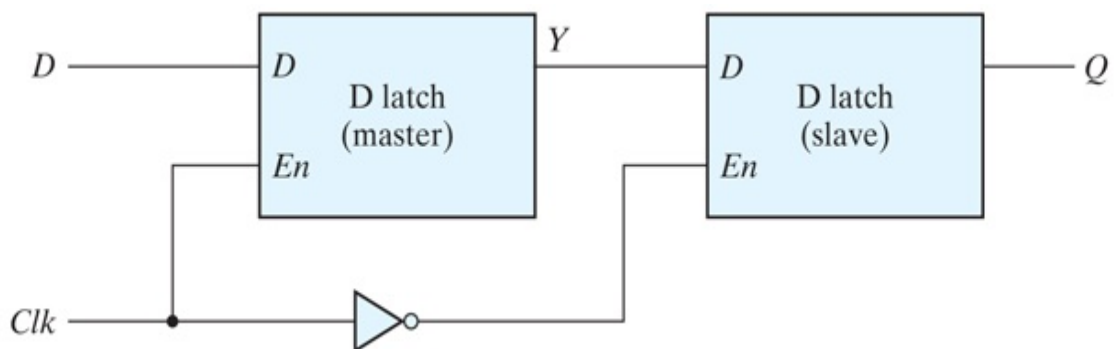 D
D
D latch
(master)
En
Y
D
D latch
(slave)
En
Q
Clk